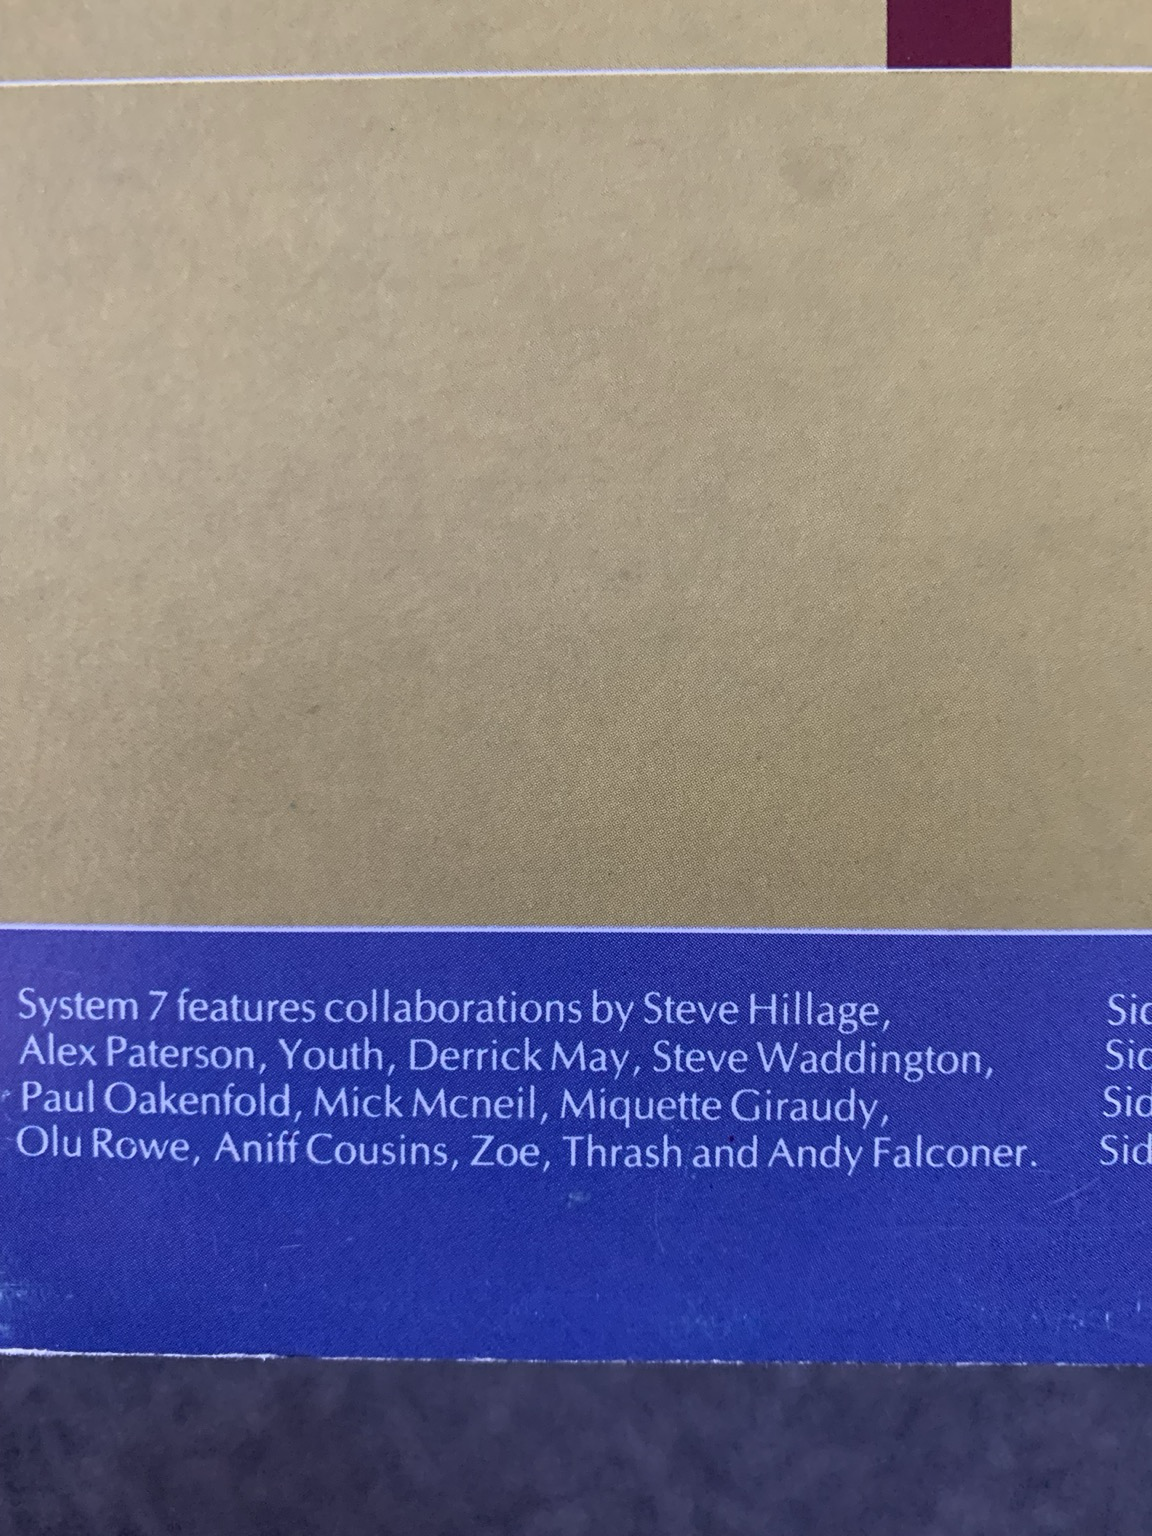 System 7 features collaborations by Steve Hillage,
Alex Paterson, Youth, Derrick May, Steve Waddington,
Paul Oakenfold, Mick Mcneil, Miquette Giraudy,
Olu Rowe, Aniff Cousins, Zoe, Thrash and Andy Falconer.